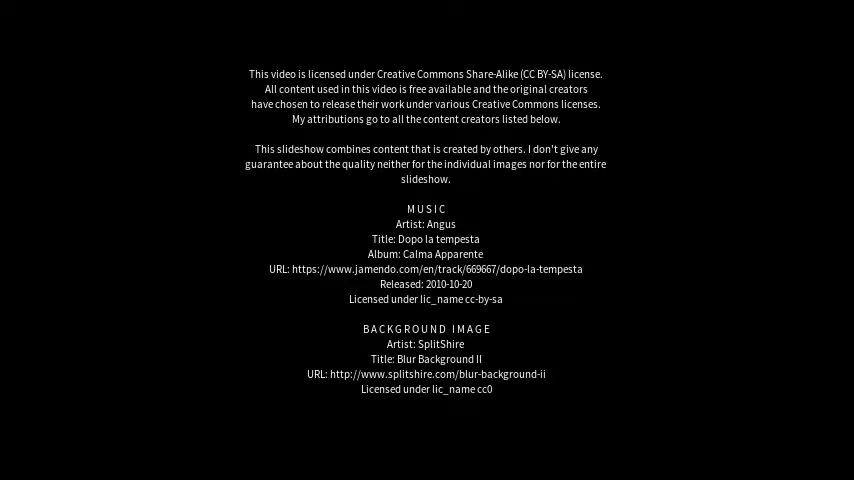 This video is licensed under Creative Commons Share-Alike (CC BY-SA) license.
All content used in this video is free available and the original creators
have chosen to release their work under various Creative Commons licenses.
My attributions go to all the content creators listed below.
This slideshow combines content that is created by others. I don't give any
guarantee about the quality neither for the individual images nor for the entire
slideshow.
MUSIC
Artist: Angus
Title: Dopo la tempesta
Album: Calma Apparente
URL: https://www.jamendo.com/en/track/669667/dopo-la-tempesta
Released: 2010-10-20
Licensed under lic_name cc-by-sa
BACKGROUND IMAGE
Artist: SplitShire
Title: Blur Background II
URL: http://www.splitshire.com/blur-background-ii
Licensed under lic_name cc0